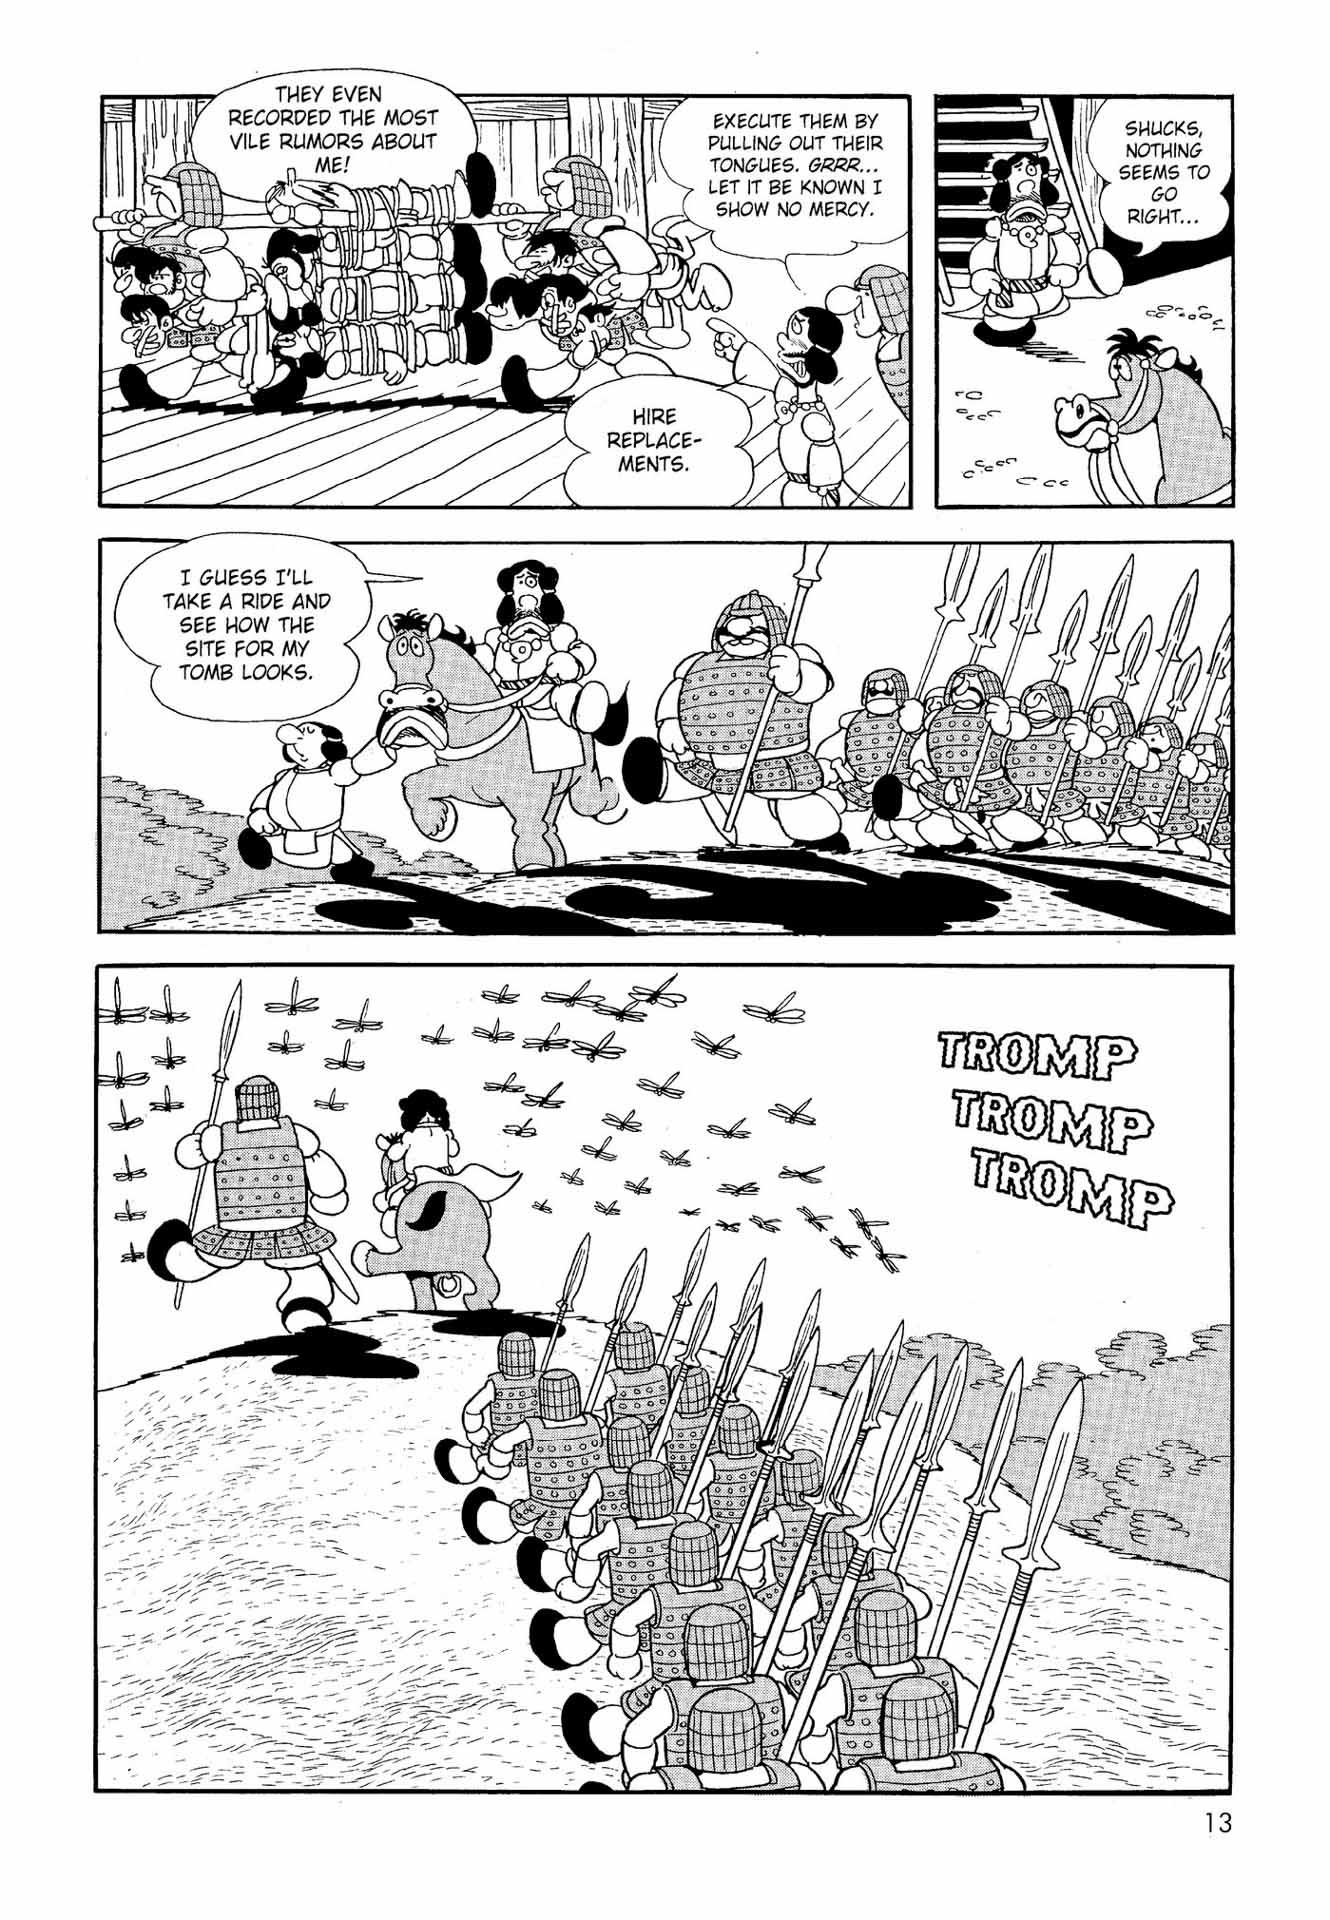 THEY EVEN
RECORDED THE MOST
VILE RUMORS ABOUT
ME!
EXECUTE THEM BY
PULLING OUT THEIR
TONGUES. GRRR...
LET IT BE KNOWN I
SHOW NO MERCY.
HIRE
REPLACE-
MENTS.
SHUCKS,
NOTHING
SEEMS TO
GO
RIGHT...
I GUESS I'LL
TAKE A RIDE AND
SEE HOW THE
SITE FOR MY
TOMB LOOKS.
TROMP
TROMP
TROMP
13